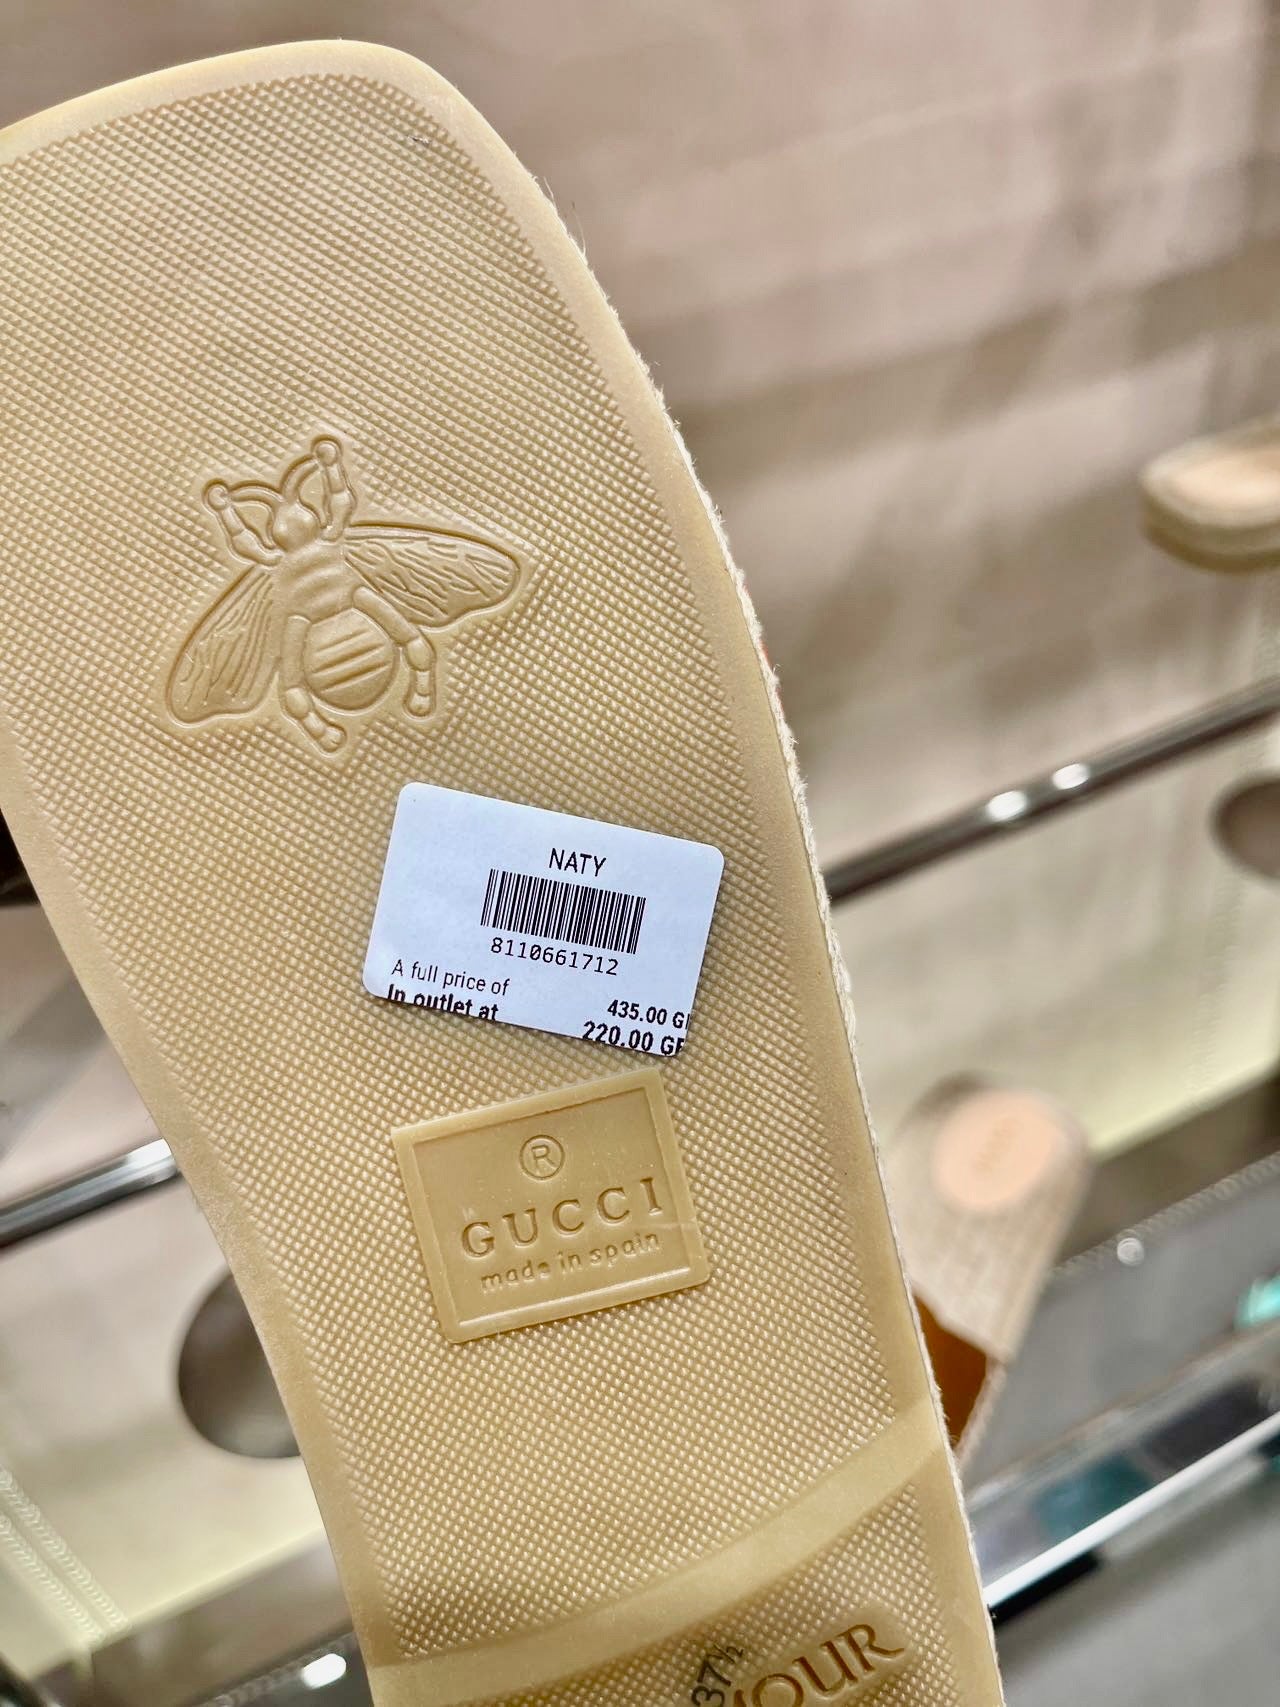 NATY
8110661712
A full price of 435.00 G
In outlet at 220.00 GF
®
GUCCI
made in spain
37½
OUR